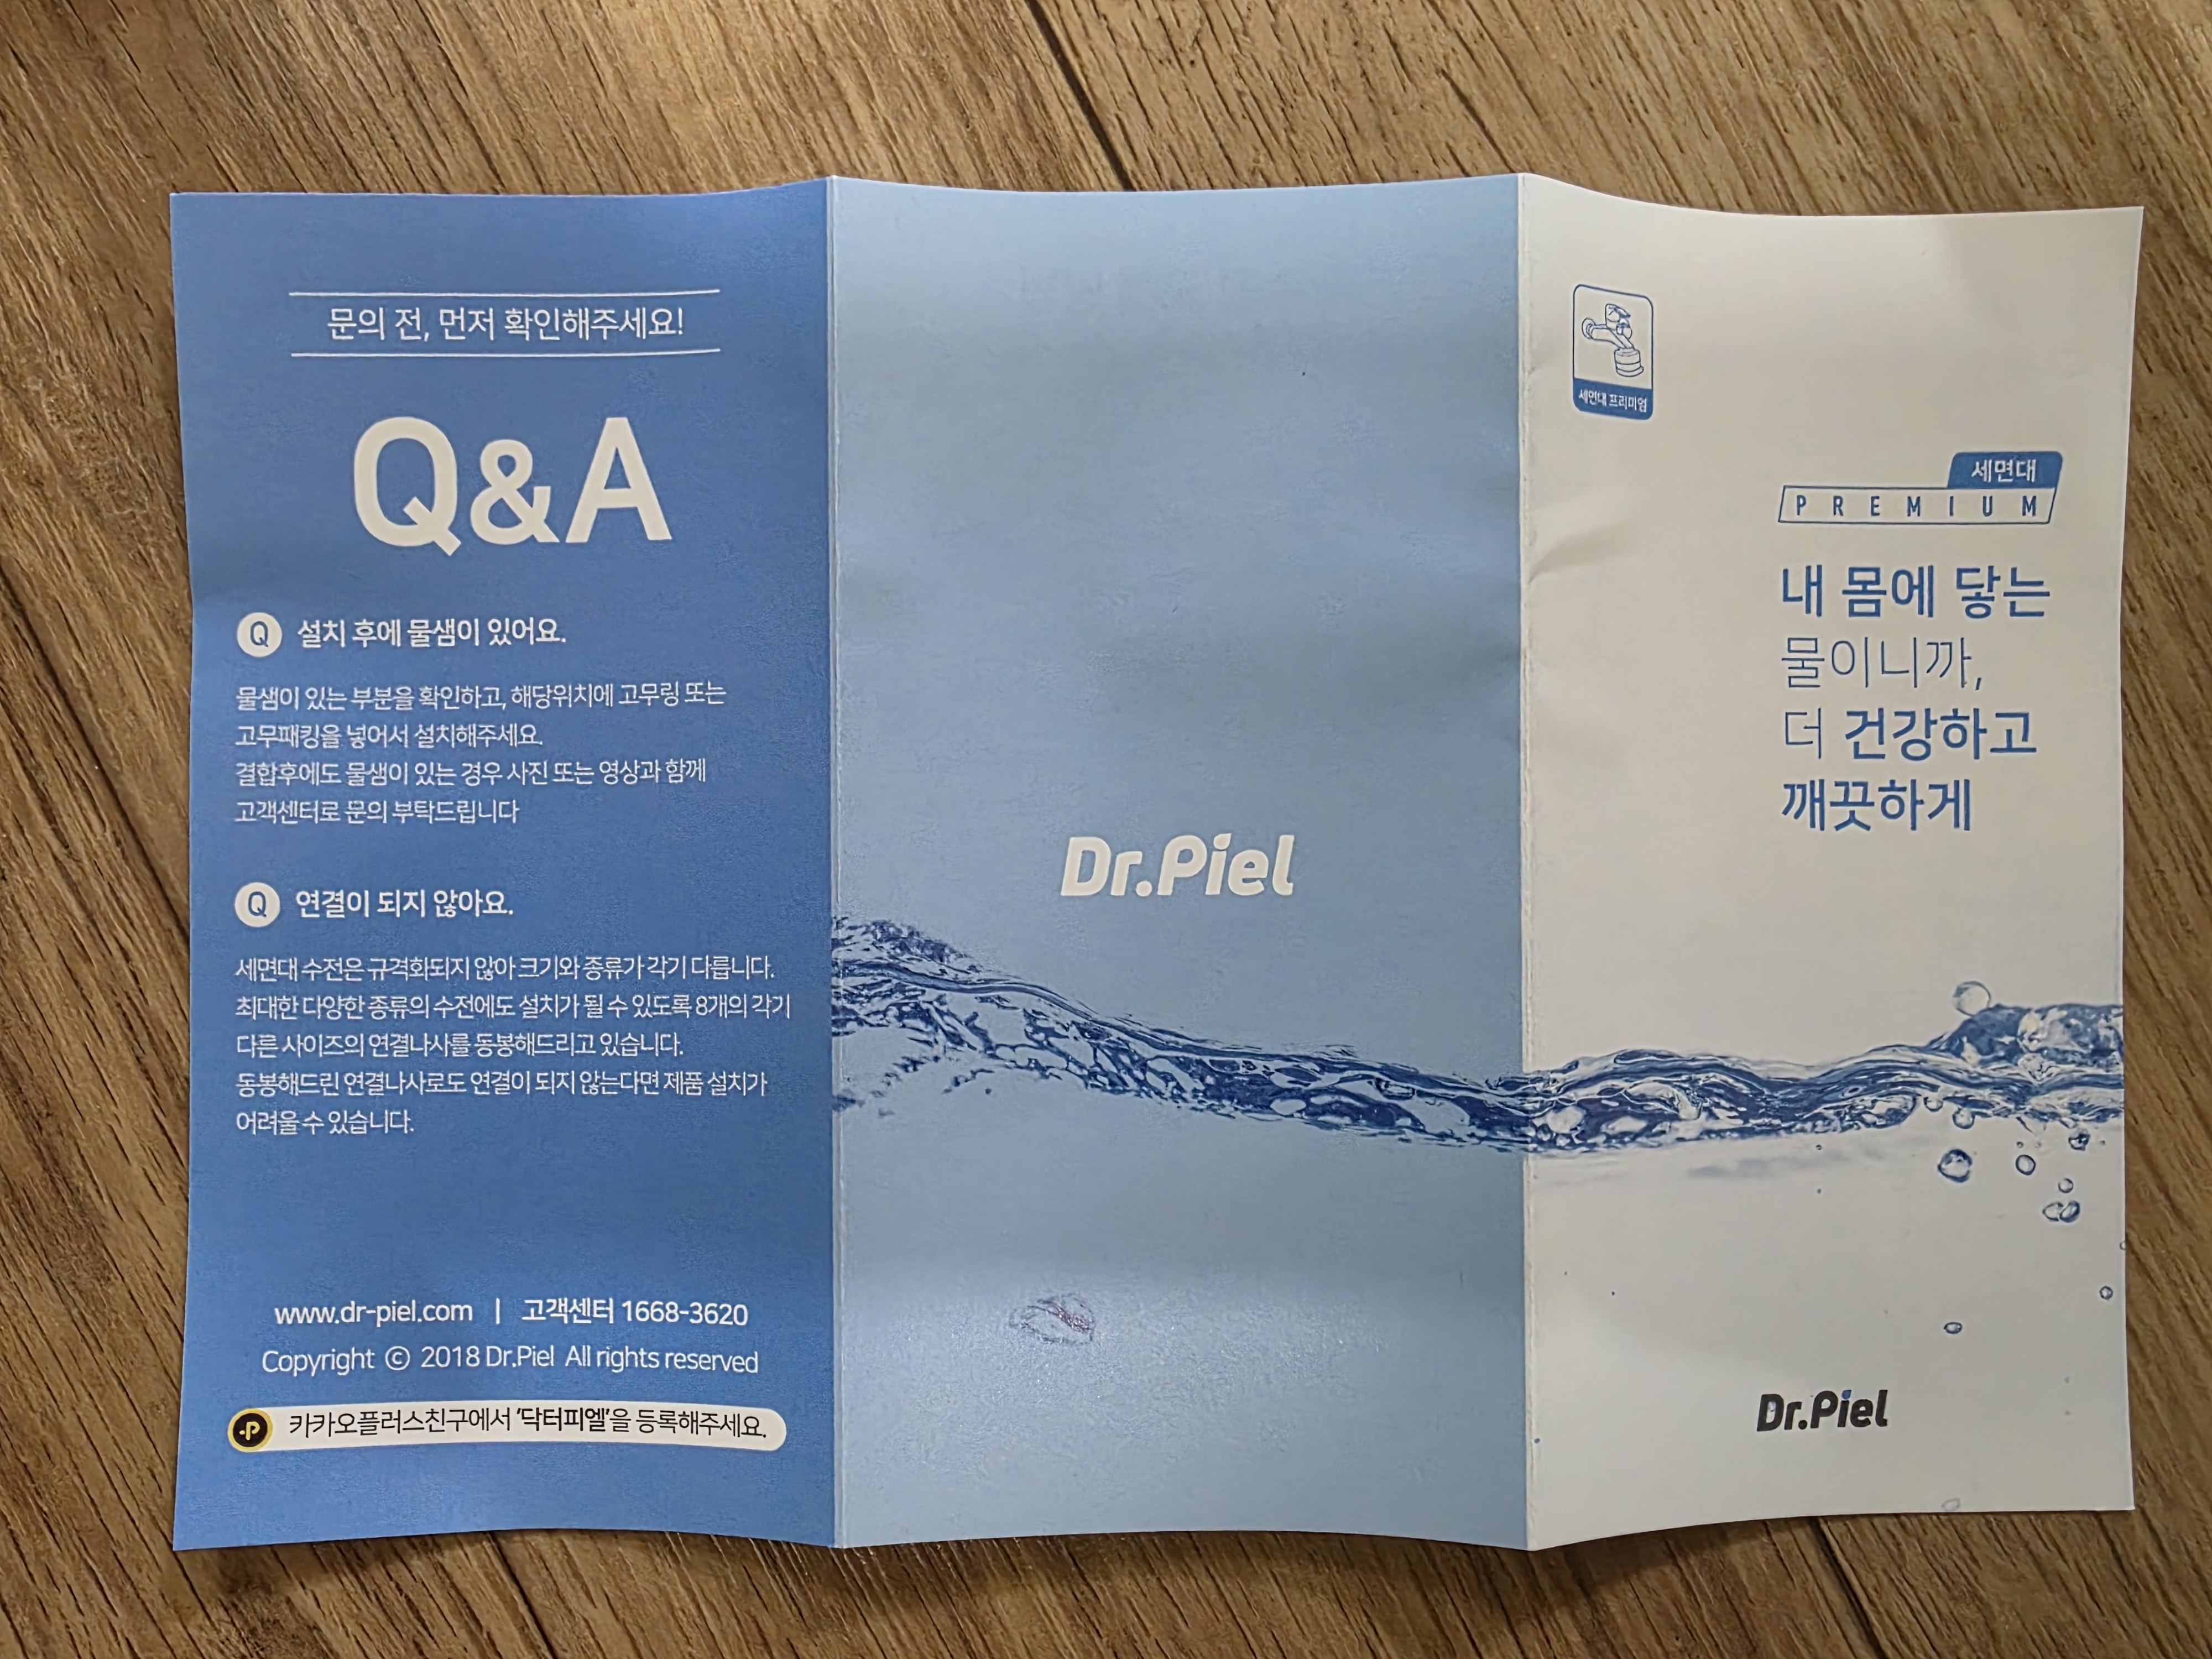 문의 전, 먼저 확인해주세요!
Q&A
Q 설치 후에 물샘이 있어요.
물샘이 있는 부분을 확인하고, 해당위치에 고무링 또는
고무패킹을 넣어서 설치해주세요.
결합후에도 물샘이 있는 경우 사진 또는 영상과 함께
고객센터로 문의 부탁드립니다
Q 연결이 되지 않아요.
세면대 수전은 규격화되지 않아 크기와 종류가 각기 다릅니다.
최대한 다양한 종류의 수전에도 설치가 될 수 있도록 8개의 각기
다른 사이즈의 연결나사를 동봉해드리고 있습니다.
동봉해드린 연결나사로도 연결이 되지 않는다면 제품 설치가
어려울 수 있습니다.
www.dr-piel.com | 고객센터 1668-3620
Copyright © 2018 Dr.Piel All rights reserved
P 카카오플러스친구에서 '닥터피엘'을 등록해주세요.
Dr.Piel
세면대 프리미엄
세면대
PREMIUM
내 몸에 닿는
물이니까,
더 건강하고
깨끗하게
Dr.Piel